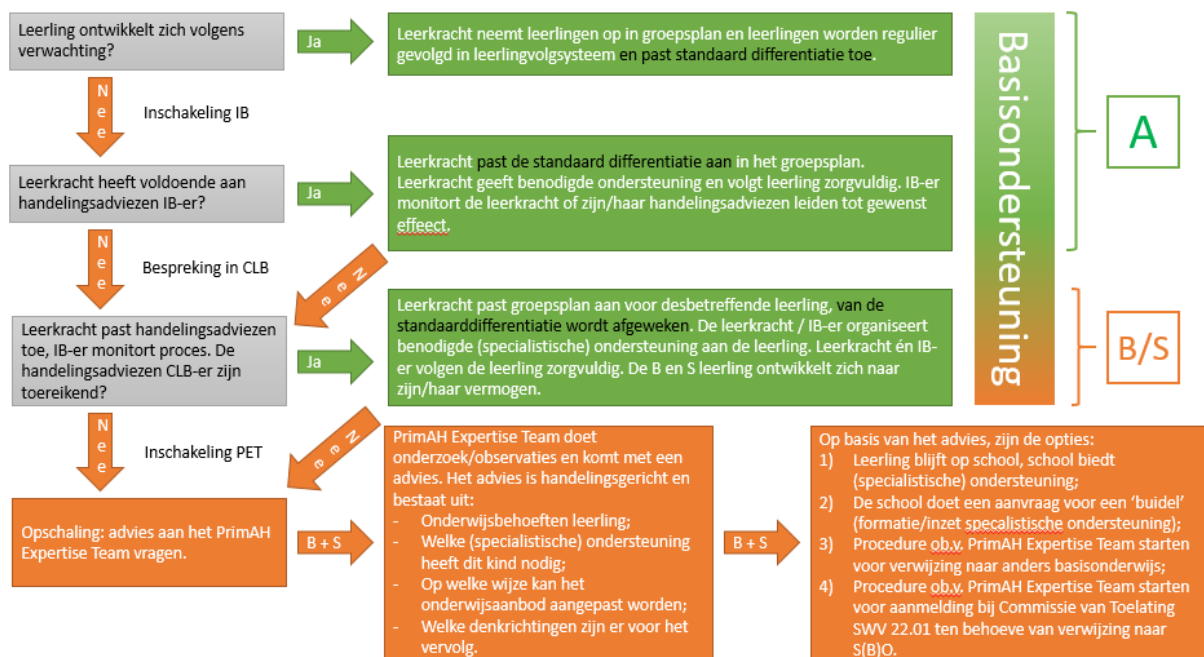 Leerling ontwikkelt zich volgens
verwachting?
Ja
Leerkracht neemt leerlingen op in groepsplan en leerlingen worden regulier
gevolgd in leerlingvolgsysteem en past standaard differentiatie toe.
Nee
Inschakeling IB
Leerkracht heeft voldoende aan
handelingsadviezen IB-er?
Ja
Leerkracht past de standaard differentiatie aan in het groepsplan.
Leerkracht geeft benodigde ondersteuning en volgt leerling zorgvuldig. IB-er
monitort de leerkracht of zijn/haar handelingsadviezen leiden tot gewenst
effeect.
Nee
Bespreking in CLB
Nee
Leerkracht past handelingsadviezen
toe, IB-er monitort proces. De
handelingsadviezen CLB-er zijn
toereikend?
Ja
Leerkracht past groepsplan aan voor desbetreffende leerling, van de
standaarddifferentiatie wordt afgeweken. De leerkracht / IB-er organiseert
benodigde (specialistische) ondersteuning aan de leerling. Leerkracht én IB-
er volgen de leerling zorgvuldig. De B en S leerling ontwikkelt zich naar
zijn/haar vermogen.
Basisondersteuning
A
B/S
Nee
Inschakeling PET
Nee
Opschaling: advies aan het PrimAH
Expertise Team vragen.
B + S
PrimAH Expertise Team doet
onderzoek/observaties en komt met een
advies. Het advies is handelingsgericht en
bestaat uit:
- Onderwijsbehoeften leerling;
- Welke (specialistische) ondersteuning
heeft dit kind nodig;
- Op welke wijze kan het
onderwijsaanbod aangepast worden;
- Welke denkrichtingen zijn er voor het
vervolg.
B + S
Op basis van het advies, zijn de opties:
1) Leerling blijft op school, school biedt
(specialistische) ondersteuning;
2) De school doet een aanvraag voor een ‘buidel’
(formatie/inzet specalistische ondersteuning);
3) Procedure ob.v. PrimAH Expertise Team starten
voor verwijzing naar anders basisonderwijs;
4) Procedure ob.v. PrimAH Expertise Team starten
voor aanmelding bij Commissie van Toelating
SWV 22.01 ten behoeve van verwijzing naar
S(B)O.